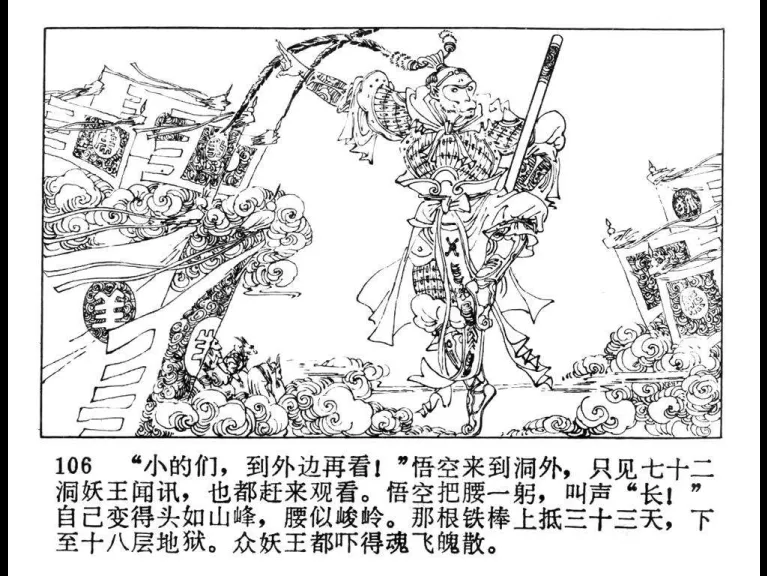 106 “小的们，到外边再看！”悟空来到洞外，只见七十二
洞妖王闻讯，也都赶来观看。悟空把腰一躬，叫声“长！”
自己变得头如山峰，腰似峻岭。那根铁棒上抵三十三天，下
至十八层地狱。众妖王都吓得魂飞魄散。